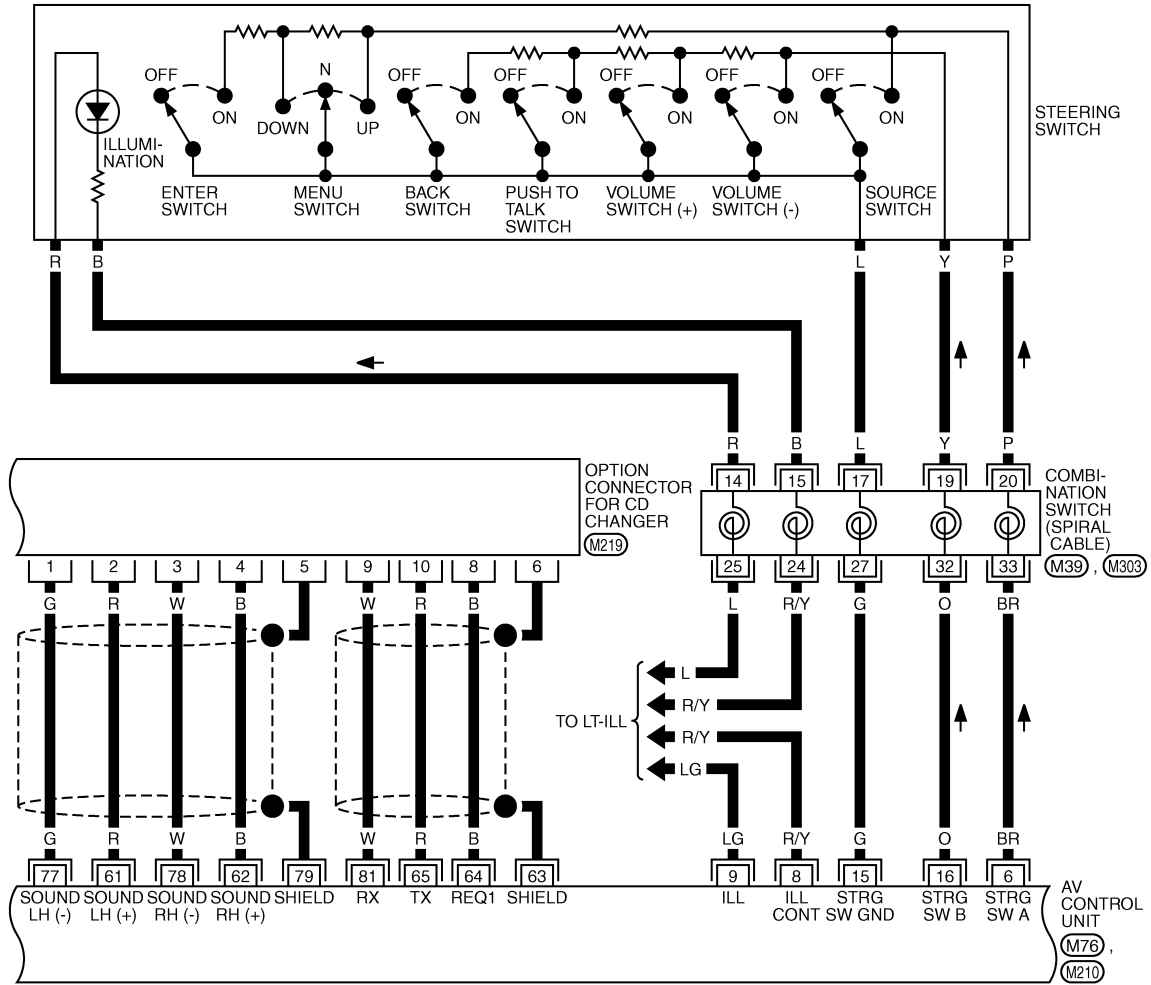 OFF
N
OFF
OFF
OFF
OFF
OFF
ON
DOWN
UP
ON
ON
ON
ON
ON
ILLUMI-
NATION
STEERING
SWITCH
ENTER
SWITCH
MENU
SWITCH
BACK
SWITCH
PUSH TO
TALK
SWITCH
VOLUME
SWITCH (+)
VOLUME
SWITCH (-)
SOURCE
SWITCH
R B L Y P
R B L Y P
14 15 17 19 20
COMBI-
NATION
SWITCH
(SPIRAL
CABLE)
M39 , M303
OPTION
CONNECTOR
FOR CD
CHANGER
M219
1 2 3 4 5 9 10 8 6
25 24 27 32 33
G R W B W R B
L R/Y G O BR
TO LT-ILL
L
R/Y
R/Y
LG
G R W B W R B
LG R/Y G O BR
77 61 78 62 79 81 65 64 63
9 8 15 16 6
SOUND
LH (-)
SOUND
LH (+)
SOUND
RH (-)
SOUND
RH (+)
SHIELD
RX
TX
REQ1
SHIELD
ILL
ILL
CONT
STRG
SW GND
STRG
SW B
STRG
SW A
AV
CONTROL
UNIT
M76 ,
M210